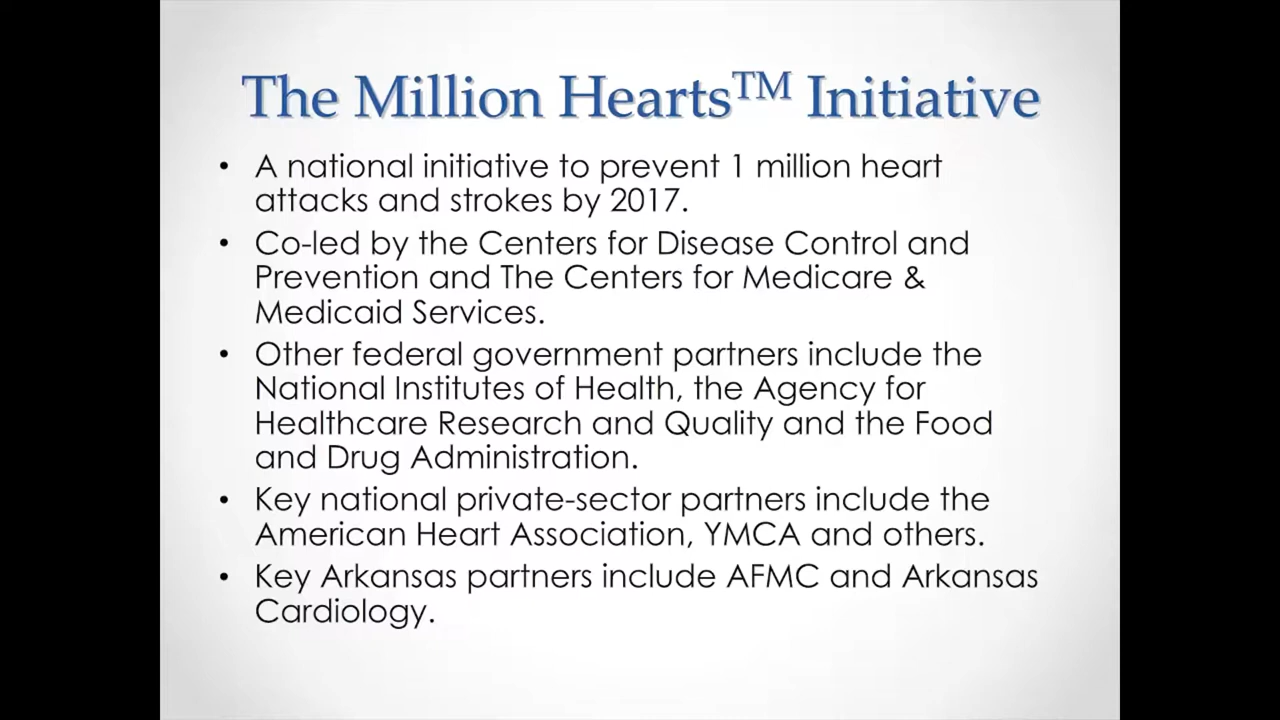 The Million Hearts™ Initiative
• A national initiative to prevent 1 million heart
attacks and strokes by 2017.
• Co-led by the Centers for Disease Control and
Prevention and The Centers for Medicare &
Medicaid Services.
• Other federal government partners include the
National Institutes of Health, the Agency for
Healthcare Research and Quality and the Food
and Drug Administration.
• Key national private-sector partners include the
American Heart Association, YMCA and others.
• Key Arkansas partners include AFMC and Arkansas
Cardiology.